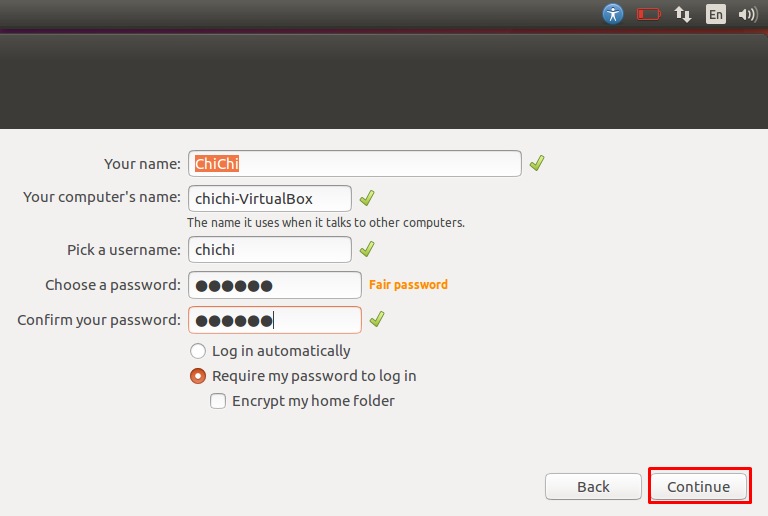 En
Your name: ChiChi
Your computer's name: chichi-VirtualBox
The name it uses when it talks to other computers.
Pick a username: chichi
Choose a password: ●●●●●● Fair password
Confirm your password: ●●●●●●
Log in automatically
Require my password to log in
Encrypt my home folder
Back Continue